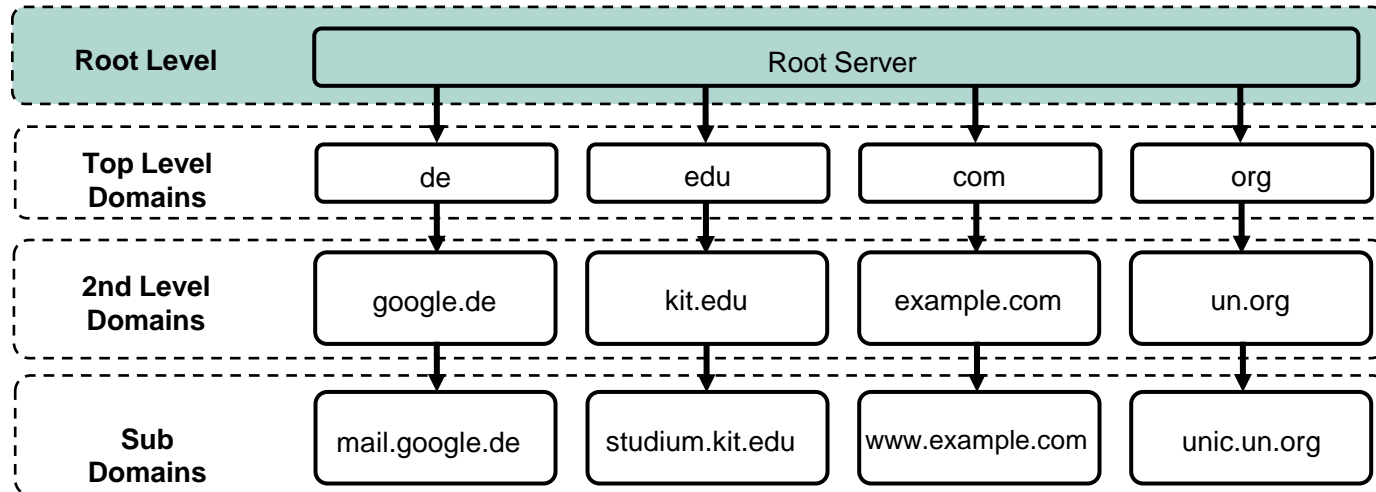 Root Level
Root Server
Top Level
Domains
de
edu
com
org
2nd Level
Domains
google.de
kit.edu
example.com
un.org
Sub
Domains
mail.google.de
studium.kit.edu
www.example.com
unic.un.org